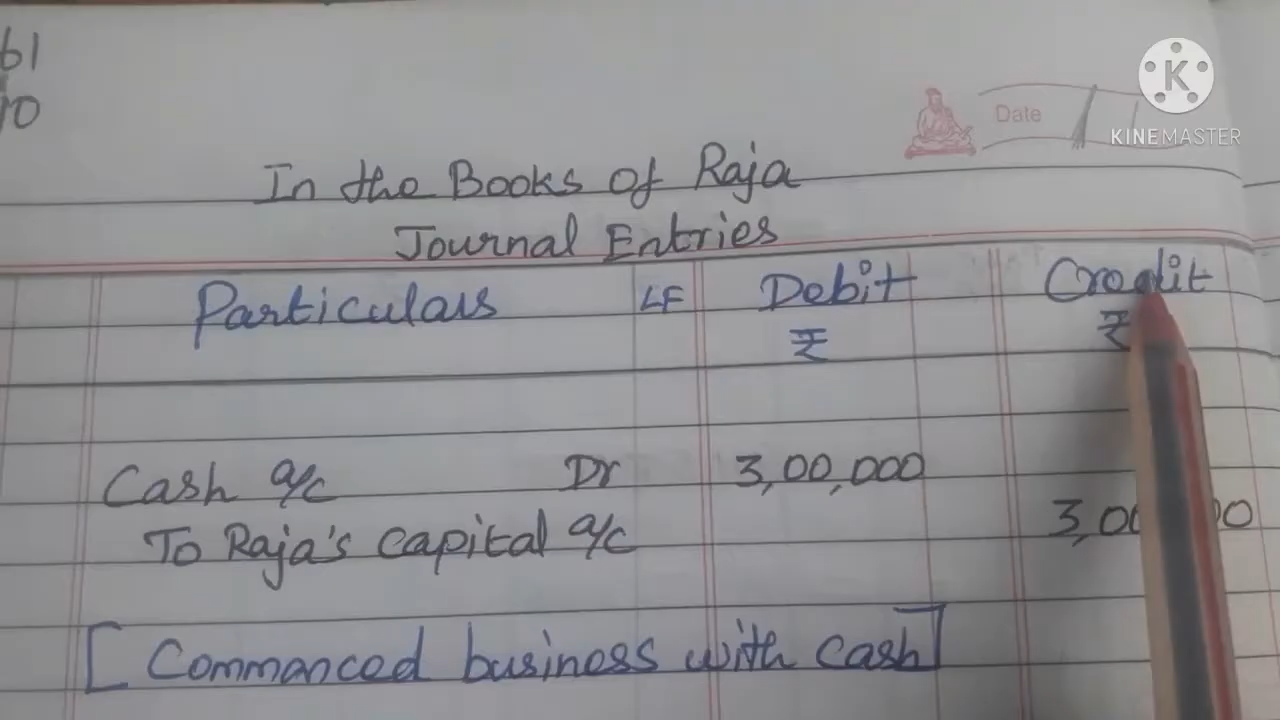 61
10
Date
K
KINEMASTER
In the Books of Raja
Journal Entries
Particulars LF Debit Credit
₹ ₹
Cash a/c Dr 3,00,000
To Raja's capital a/c
[Commanced business with cash]